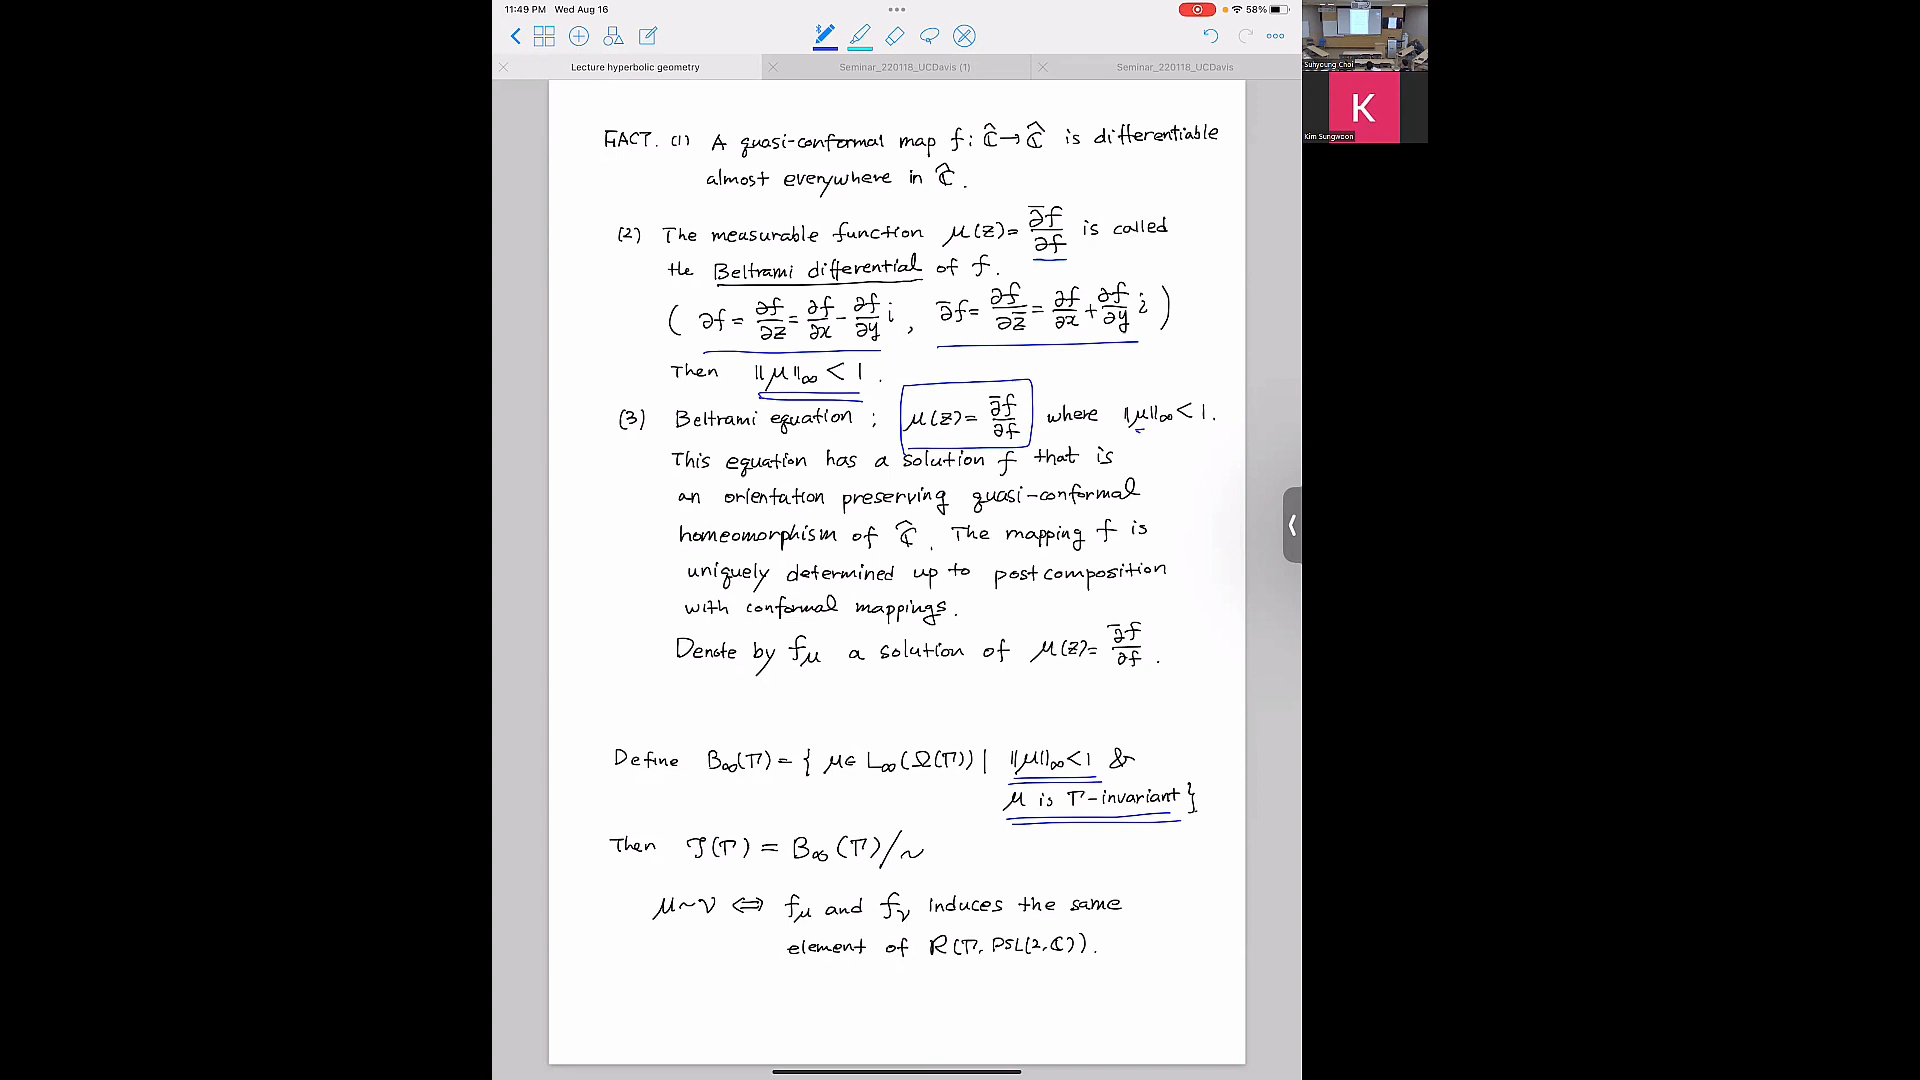 11:49 PM Wed Aug 16
58%
Lecture hyperbolic geometry
Seminar_220118_UCDavis (1)
Seminar_220118_UCDavis
Suhyoung Choi
K
Kim Sungwoon
FACT. (1) A quasi-conformal map f: Ĉ→Ĉ is differentiable
almost everywhere in Ĉ.
(2) The measurable function μ(z)= ∂̄f/∂f is called
the Beltrami differential of f.
( ∂f = ∂f/∂z = ∂f/∂x - ∂f/∂y i , ∂̄f = ∂f/∂z̄ = ∂f/∂x + ∂f/∂y i )
Then ‖μ‖∞ < 1 .
(3) Beltrami equation ; μ(z)= ∂̄f/∂f where ‖μ‖∞ < 1.
This equation has a solution f that is
an orientation preserving quasi-conformal
homeomorphism of Ĉ. The mapping f is
uniquely determined up to postcomposition
with conformal mappings.
Denote by fμ a solution of μ(z)= ∂̄f/∂f .
Define B∞(Γ) = { μ∈ L∞(Ω(Γ)) | ‖μ‖∞<1 &
μ is Γ-invariant }
Then T(Γ) = B∞(Γ)/~
μ~ν ⇔ fμ and fν induces the same
element of R(Γ, PSL(2,ℂ)).